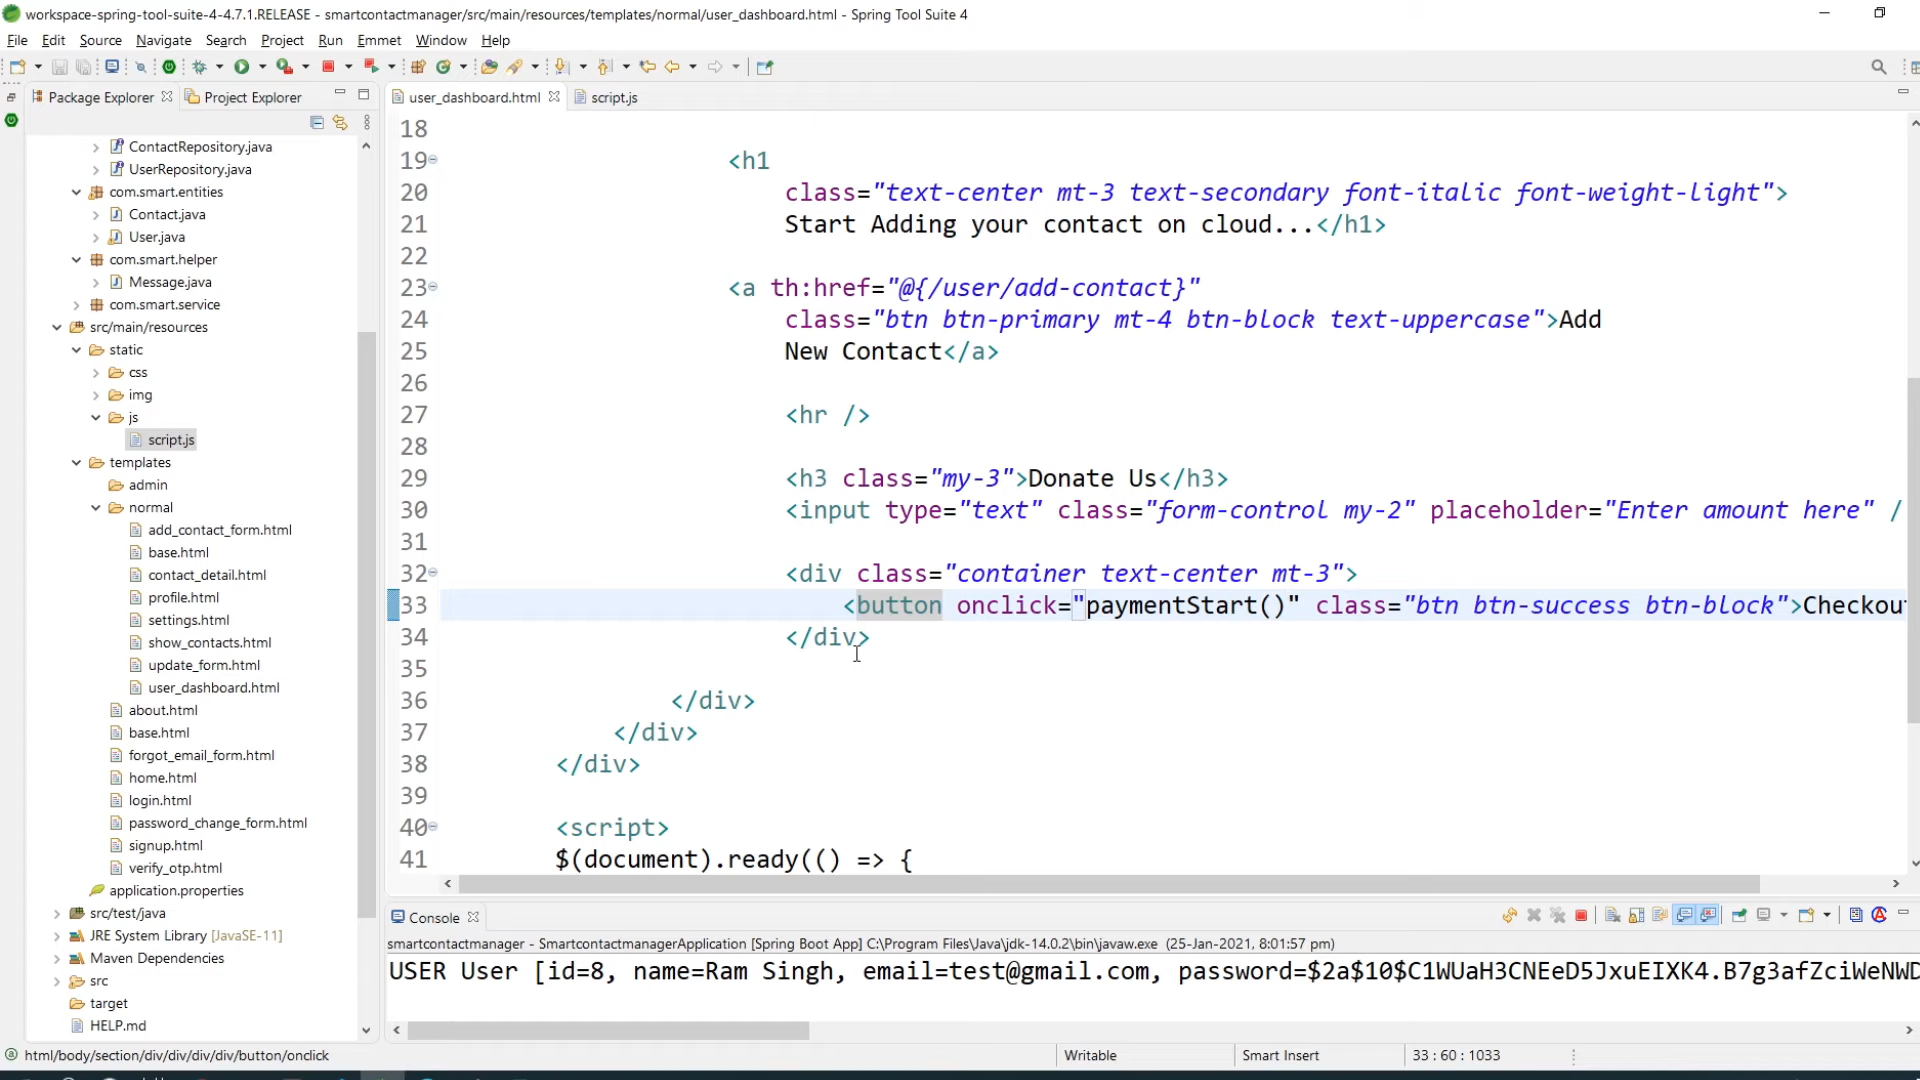 workspace-spring-tool-suite-4-4.7.1.RELEASE - smartcontactmanager/src/main/resources/templates/normal/user_dashboard.html - Spring Tool Suite 4
File Edit Source Navigate Search Project Run Emmet Window Help
Package Explorer Project Explorer
ContactRepository.java
UserRepository.java
com.smart.entities
Contact.java
User.java
com.smart.helper
Message.java
com.smart.service
src/main/resources
static
css
img
js
script.js
templates
admin
normal
add_contact_form.html
base.html
contact_detail.html
profile.html
settings.html
show_contacts.html
update_form.html
user_dashboard.html
about.html
base.html
forgot_email_form.html
home.html
login.html
password_change_form.html
signup.html
verify_otp.html
application.properties
src/test/java
JRE System Library [JavaSE-11]
Maven Dependencies
src
target
HELP.md
user_dashboard.html script.js
18
19 <h1
20 class="text-center mt-3 text-secondary font-italic font-weight-light">
21 Start Adding your contact on cloud...</h1>
22
23 <a th:href="@{/user/add-contact}"
24 class="btn btn-primary mt-4 btn-block text-uppercase">Add
25 New Contact</a>
26
27 <hr />
28
29 <h3 class="my-3">Donate Us</h3>
30 <input type="text" class="form-control my-2" placeholder="Enter amount here" /
31
32 <div class="container text-center mt-3">
33 <button onclick="paymentStart()" class="btn btn-success btn-block">Checkou
34 </div>
35
36 </div>
37 </div>
38 </div>
39
40 <script>
41 $(document).ready(() => {
Console
smartcontactmanager - SmartcontactmanagerApplication [Spring Boot App] C:\Program Files\Java\jdk-14.0.2\bin\javaw.exe (25-Jan-2021, 8:01:57 pm)
USER User [id=8, name=Ram Singh, email=test@gmail.com, password=$2a$10$C1WUaH3CNEeD5JxuEIXK4.B7g3afZciWeNWD
html/body/section/div/div/div/div/button/onclick Writable Smart Insert 33 : 60 : 1033